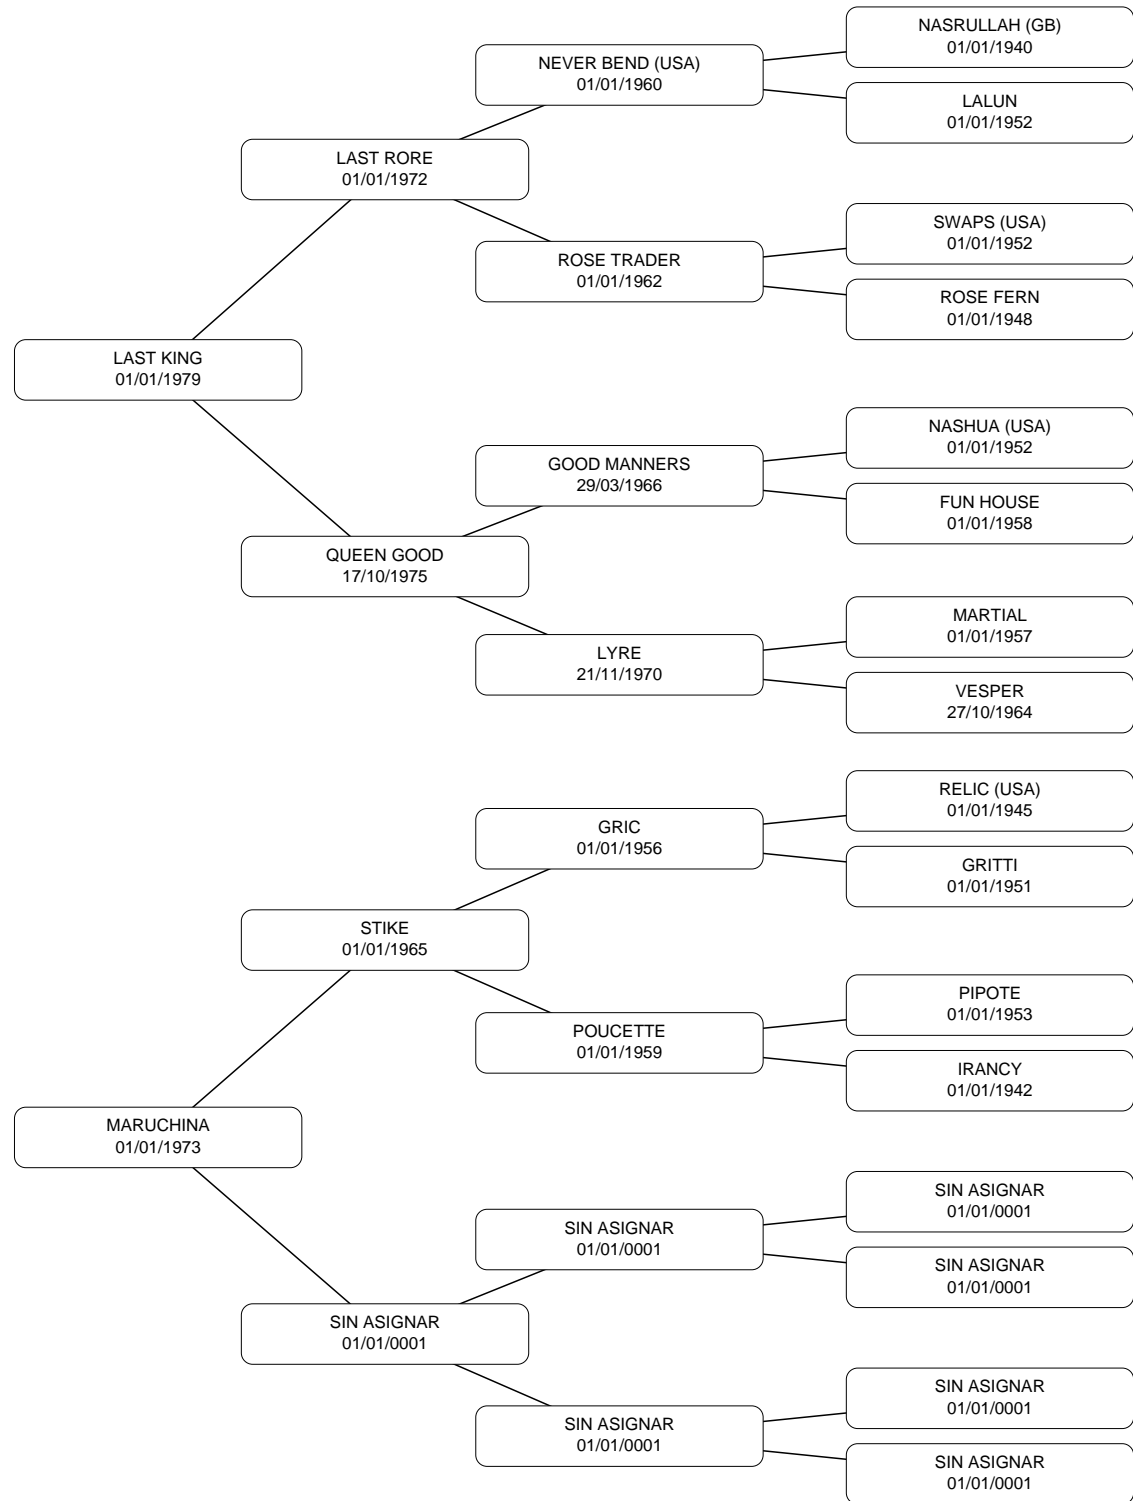 NASRULLAH (GB)
01/01/1940
NEVER BEND (USA)
01/01/1960
LALUN
01/01/1952
LAST RORE
01/01/1972
SWAPS (USA)
01/01/1952
ROSE TRADER
01/01/1962
ROSE FERN
01/01/1948
LAST KING
01/01/1979
NASHUA (USA)
01/01/1952
GOOD MANNERS
29/03/1966
FUN HOUSE
01/01/1958
QUEEN GOOD
17/10/1975
MARTIAL
01/01/1957
LYRE
21/11/1970
VESPER
27/10/1964
RELIC (USA)
01/01/1945
GRIC
01/01/1956
GRITTI
01/01/1951
STIKE
01/01/1965
PIPOTE
01/01/1953
POUCETTE
01/01/1959
IRANCY
01/01/1942
MARUCHINA
01/01/1973
SIN ASIGNAR
01/01/0001
SIN ASIGNAR
01/01/0001
SIN ASIGNAR
01/01/0001
SIN ASIGNAR
01/01/0001
SIN ASIGNAR
01/01/0001
SIN ASIGNAR
01/01/0001
SIN ASIGNAR
01/01/0001